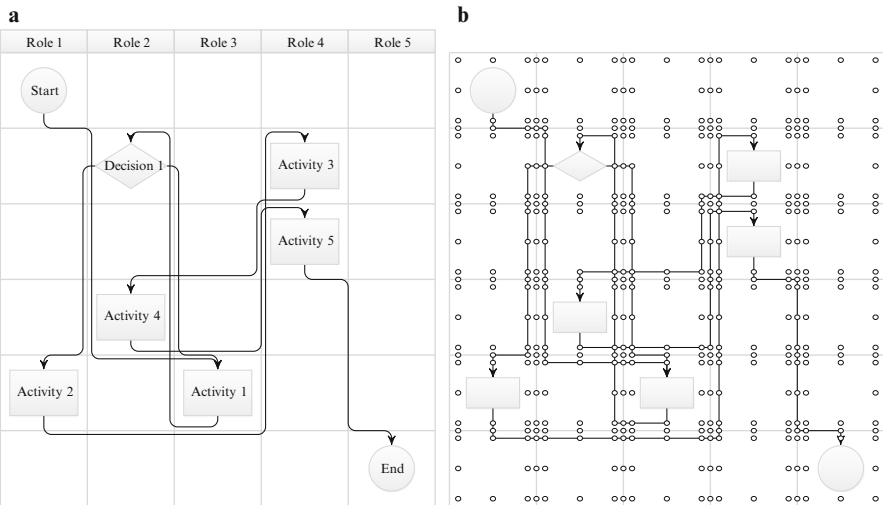 a
b
Role 1
Role 2
Role 3
Role 4
Role 5
Start
Decision 1
Activity 3
Activity 5
Activity 4
Activity 2
Activity 1
End